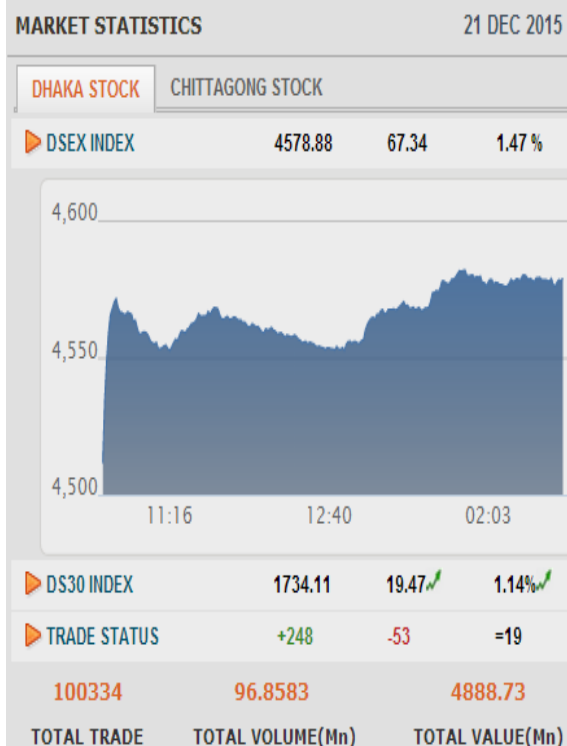 MARKET STATISTICS 21 DEC 2015
DHAKA STOCK CHITTAGONG STOCK
DSEX INDEX 4578.88 67.34 1.47 %
4,600
4,550
4,500
11:16 12:40 02:03
DS30 INDEX 1734.11 19.47 1.14%
TRADE STATUS +248 -53 =19
100334 96.8583 4888.73
TOTAL TRADE TOTAL VOLUME(Mn) TOTAL VALUE(Mn)